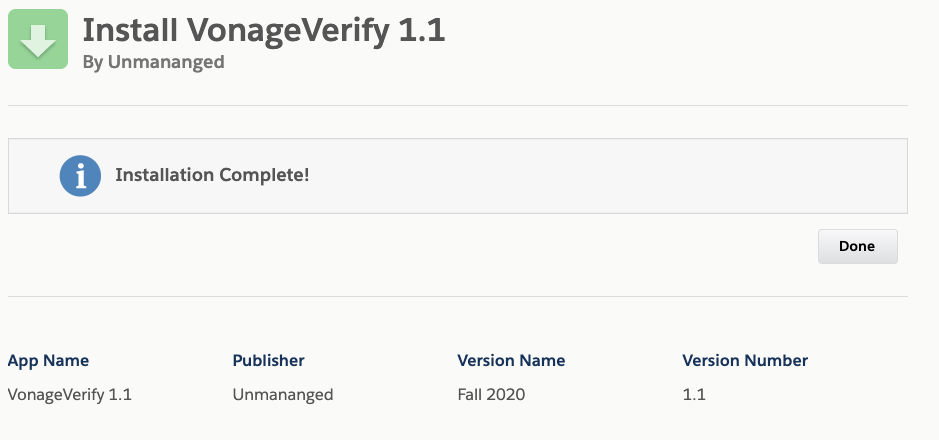 Install VonageVerify 1.1
By Unmananged
Installation Complete!
Done
App Name Publisher Version Name Version Number
VonageVerify 1.1 Unmananged Fall 2020 1.1